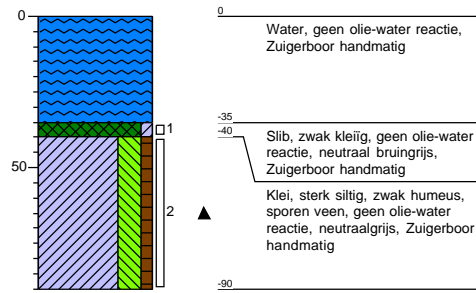 0
0
Water, geen olie-water reactie,
Zuigerboor handmatig
-35
-40
1
Slib, zwak kleiïg, geen olie-water
reactie, neutraal bruingrijs,
Zuigerboor handmatig
50
2
Klei, sterk siltig, zwak humeus,
sporen veen, geen olie-water
reactie, neutraalgrijs, Zuigerboor
handmatig
-90